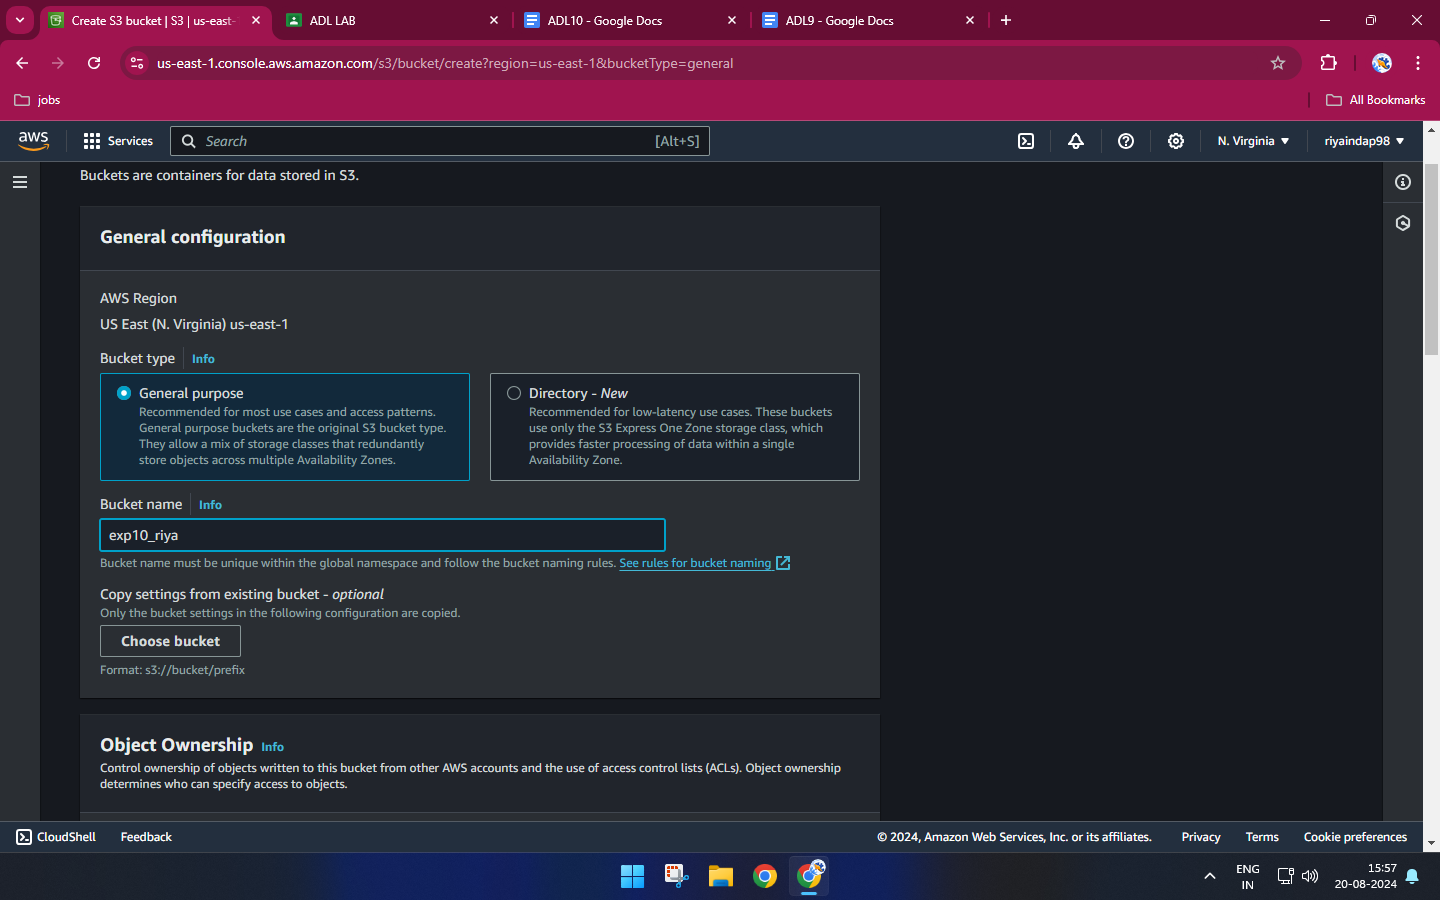 Create S3 bucket | S3 | us-east-
ADL LAB
ADL10 - Google Docs
ADL9 - Google Docs
us-east-1.console.aws.amazon.com/s3/bucket/create?region=us-east-1&bucketType=general
jobs
All Bookmarks
aws
Services
Search
[Alt+S]
N. Virginia
riyaindap98
Buckets are containers for data stored in S3.
General configuration
AWS Region
US East (N. Virginia) us-east-1
Bucket type
Info
General purpose
Recommended for most use cases and access patterns.
General purpose buckets are the original S3 bucket type.
They allow a mix of storage classes that redundantly
store objects across multiple Availability Zones.
Directory - New
Recommended for low-latency use cases. These buckets
use only the S3 Express One Zone storage class, which
provides faster processing of data within a single
Availability Zone.
Bucket name
Info
exp10_riya
Bucket name must be unique within the global namespace and follow the bucket naming rules. See rules for bucket naming
Copy settings from existing bucket - optional
Only the bucket settings in the following configuration are copied.
Choose bucket
Format: s3://bucket/prefix
Object Ownership Info
Control ownership of objects written to this bucket from other AWS accounts and the use of access control lists (ACLs). Object ownership
determines who can specify access to objects.
CloudShell
Feedback
© 2024, Amazon Web Services, Inc. or its affiliates.
Privacy
Terms
Cookie preferences
ENG
IN
15:57
20-08-2024